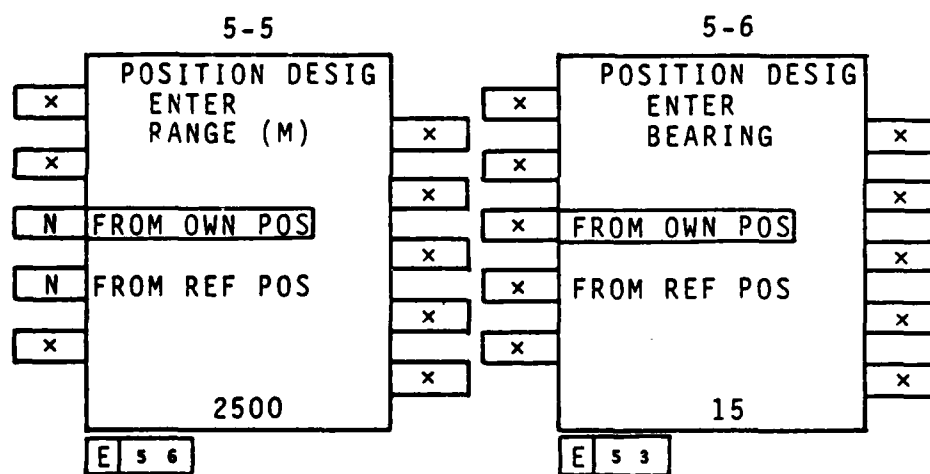 5-5
POSITION DESIG
× ENTER
RANGE (M) ×
×
×
N FROM OWN POS
×
N FROM REF POS
×
×
×
2500
E 5 6
5-6
POSITION DESIG
× ENTER
BEARING ×
×
×
× FROM OWN POS
×
× FROM REF POS
×
×
×
15
E 5 3